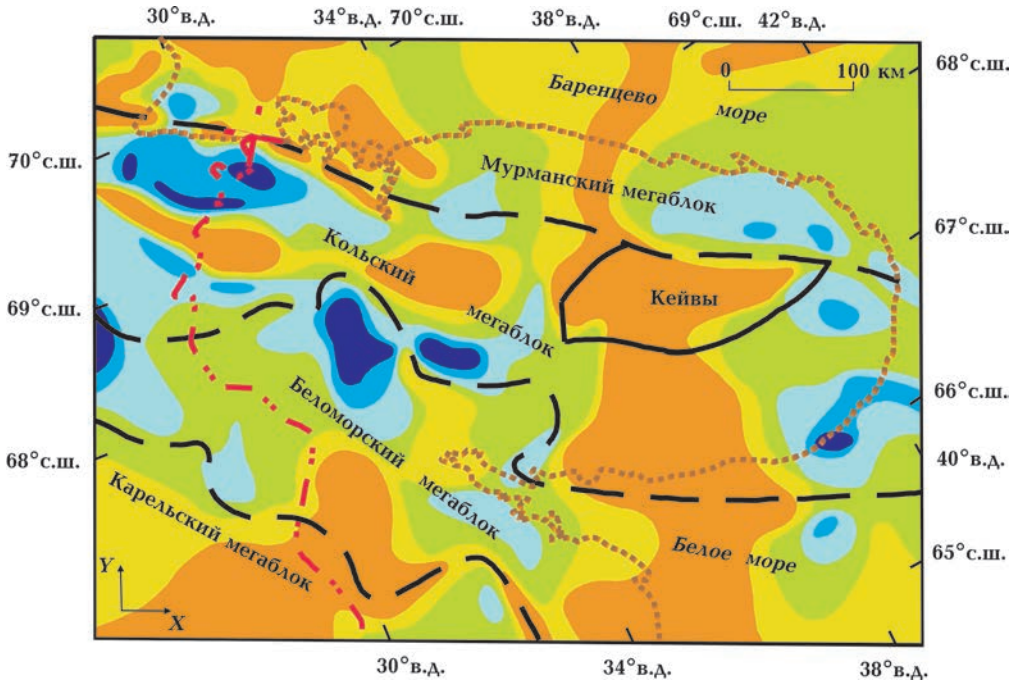 30°в.д.
34°в.д.
70°с.ш.
38°в.д.
69°с.ш.
42°в.д.
68°с.ш.
0
100 км
Баренцево
море
70°с.ш.
Мурманский мегаблок
67°с.ш.
Кольский
мегаблок
Кейвы
69°с.ш.
Беломорский
мегаблок
66°с.ш.
40°в.д.
68°с.ш.
Карельский мегаблок
Белое море
65°с.ш.
Y
X
30°в.д.
34°в.д.
38°в.д.